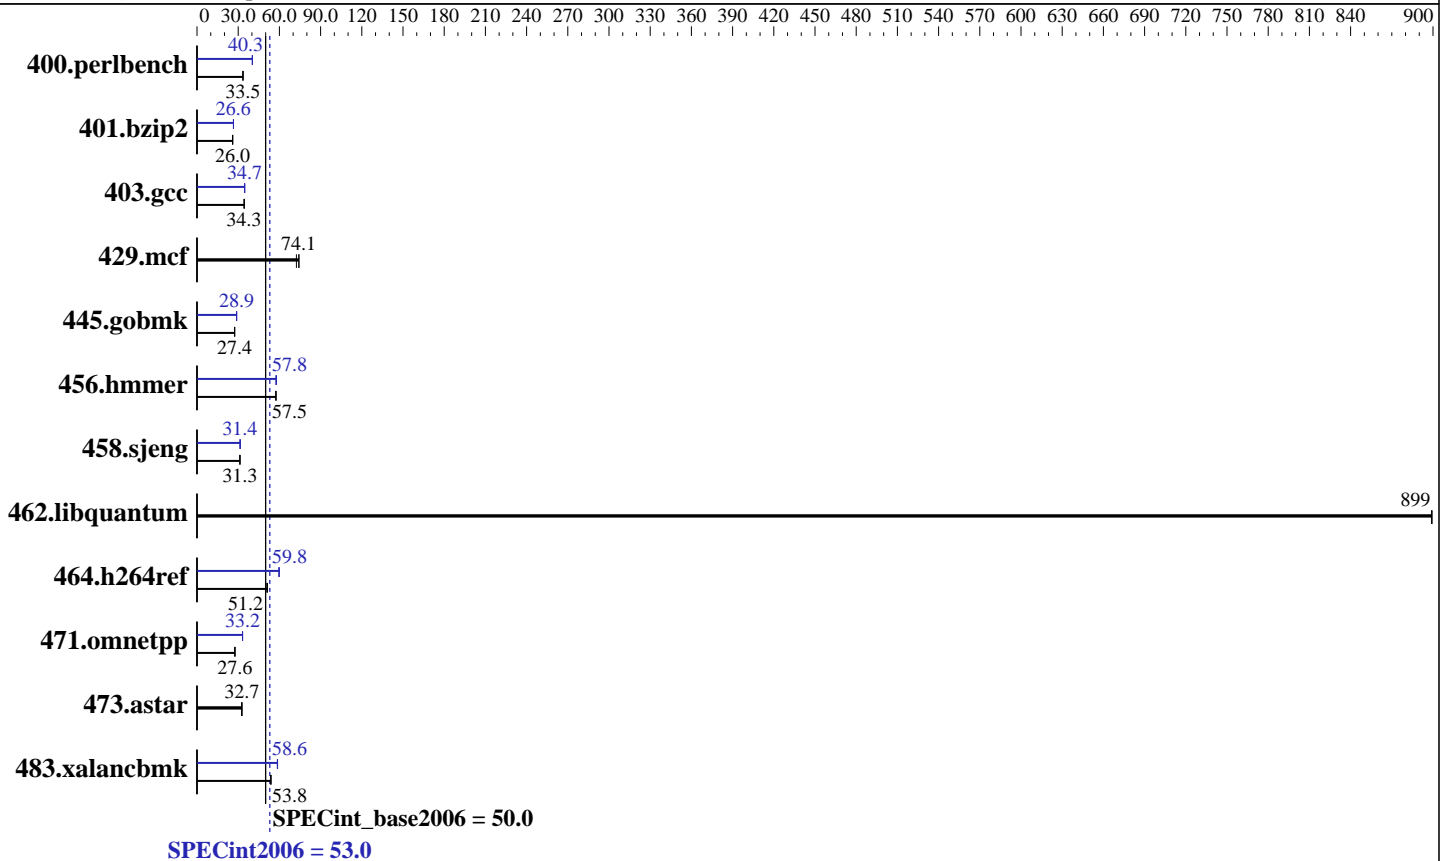 0 30.0 60.0 90.0 120 150 180 210 240 270 300 330 360 390 420 450 480 510 540 570 600 630 660 690 720 750 780 810 840 900
40.3
400.perlbench
33.5
26.6
401.bzip2
26.0
34.7
403.gcc
34.3
74.1
429.mcf
28.9
445.gobmk
27.4
57.8
456.hmmer
57.5
31.4
458.sjeng
31.3
899
462.libquantum
59.8
464.h264ref
51.2
33.2
471.omnetpp
27.6
32.7
473.astar
58.6
483.xalancbmk
53.8
SPECint_base2006 = 50.0
SPECint2006 = 53.0